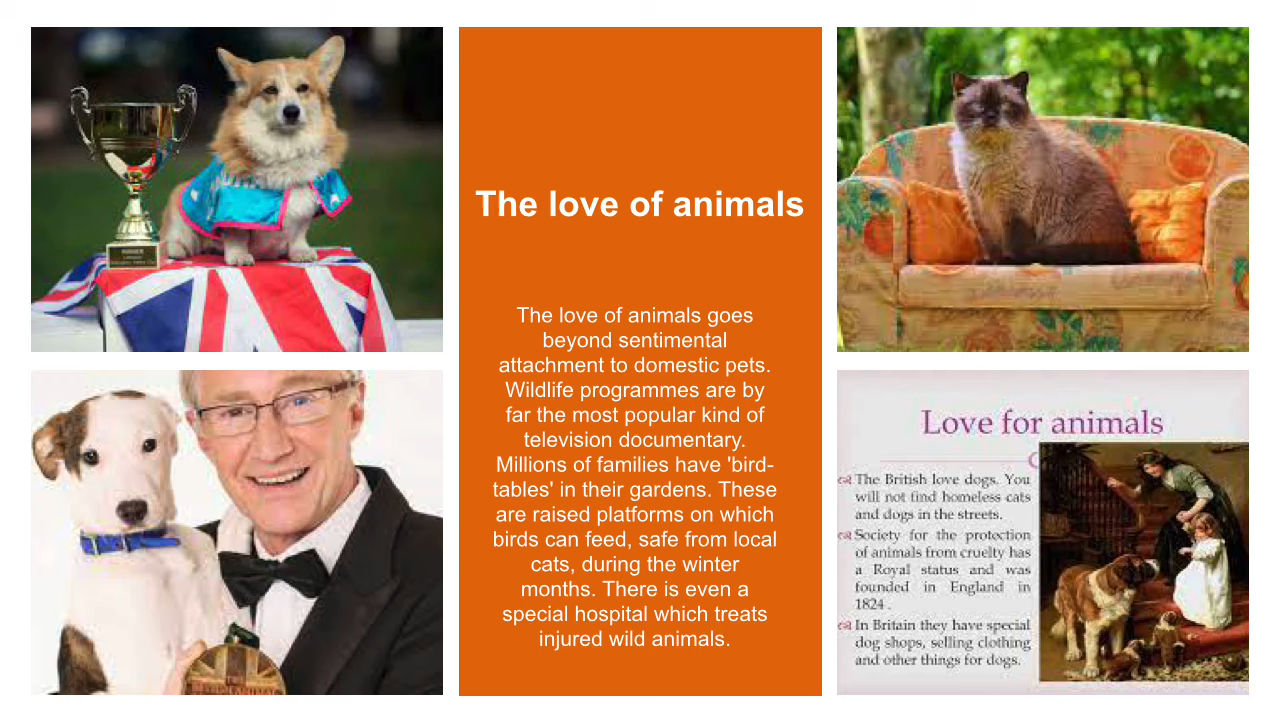 The love of animals
The love of animals goes
beyond sentimental
attachment to domestic pets.
Wildlife programmes are by
far the most popular kind of
television documentary.
Millions of families have 'bird-
tables' in their gardens. These
are raised platforms on which
birds can feed, safe from local
cats, during the winter
months. There is even a
special hospital which treats
injured wild animals.
Love for animals
The British love dogs. You
will not find homeless cats
and dogs in the streets.
Society for the protection
of animals from cruelty has
a Royal status and was
founded in England in
1824 .
In Britain they have special
dog shops, selling clothing
and other things for dogs.